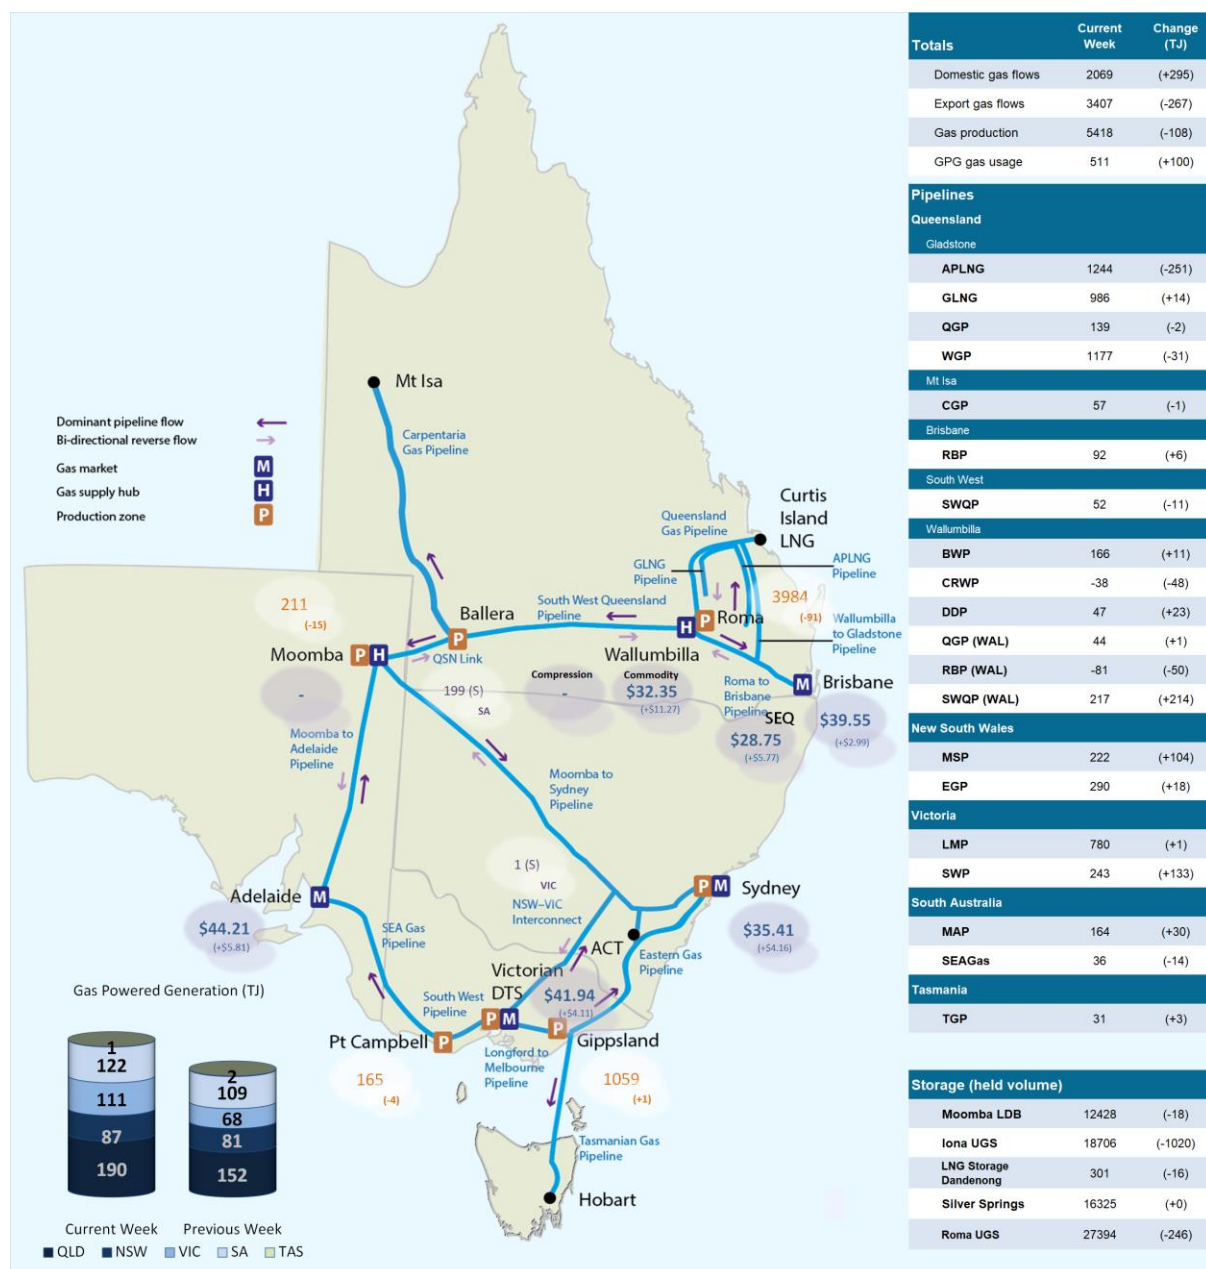 Dominant pipeline flow
Bi-directional reverse flow
Gas market M
Gas supply hub H
Production zone P
Mt Isa
Carpentaria
Gas Pipeline
Curtis
Island
LNG
Queensland
Gas Pipeline
GLNG
Pipeline
APLNG
Pipeline
3984
(-91)
Wallumbilla
to Gladstone
Pipeline
211
(-15)
Ballera
P
South West Queensland
Pipeline
H P Roma
Wallumbilla
Moomba P H
QSN Link
Compression
-
Commodity
$32.35
(+$11.27)
Roma to
Brisbane
Pipeline
M Brisbane
$39.55
(+$2.99)
SEQ
$28.75
(+$5.77)
-
199 (S)
SA
Moomba to
Adelaide
Pipeline
Moomba to
Sydney
Pipeline
1 (S)
VIC
NSW-VIC
Interconnect
Adelaide M
$44.21
(+$5.81)
SEA Gas
Pipeline
P M Sydney
$35.41
(+$4.16)
ACT
Eastern Gas
Pipeline
Victorian
DTS
P M
$41.94
(+$4.11)
South West
Pipeline
Pt Campbell P
165
(-4)
Longford to
Melbourne
Pipeline
P
Gippsland
1059
(+1)
Tasmanian Gas
Pipeline
Hobart
Gas Powered Generation (TJ)
1
122
111
87
190
2
109
68
81
152
Current Week
Previous Week
QLD NSW VIC SA TAS
Totals Current Week Change (TJ)
Domestic gas flows 2069 (+295)
Export gas flows 3407 (-267)
Gas production 5418 (-108)
GPG gas usage 511 (+100)
Pipelines
Queensland
Gladstone
APLNG 1244 (-251)
GLNG 986 (+14)
QGP 139 (-2)
WGP 1177 (-31)
Mt Isa
CGP 57 (-1)
Brisbane
RBP 92 (+6)
South West
SWQP 52 (-11)
Wallumbilla
BWP 166 (+11)
CRWP -38 (-48)
DDP 47 (+23)
QGP (WAL) 44 (+1)
RBP (WAL) -81 (-50)
SWQP (WAL) 217 (+214)
New South Wales
MSP 222 (+104)
EGP 290 (+18)
Victoria
LMP 780 (+1)
SWP 243 (+133)
South Australia
MAP 164 (+30)
SEAGas 36 (-14)
Tasmania
TGP 31 (+3)
Storage (held volume)
Moomba LDB 12428 (-18)
Iona UGS 18706 (-1020)
LNG Storage
Dandenong 301 (-16)
Silver Springs 16325 (+0)
Roma UGS 27394 (-246)